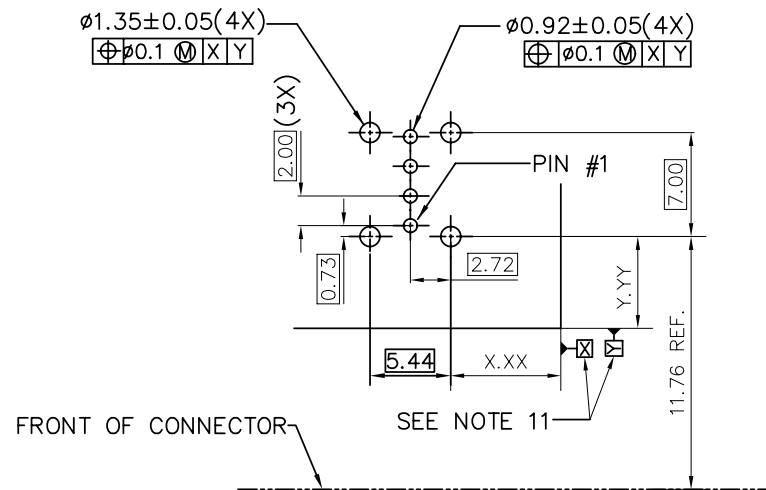 ø1.35±0.05(4X)
⌖ ø0.1 Ⓜ X Y
ø0.92±0.05(4X)
⌖ ø0.1 Ⓜ X Y
2.00 (3X)
PIN #1
7.00
0.73
2.72
Y.YY
5.44
X.XX
X
Y
11.76 REF.
SEE NOTE 11
FRONT OF CONNECTOR